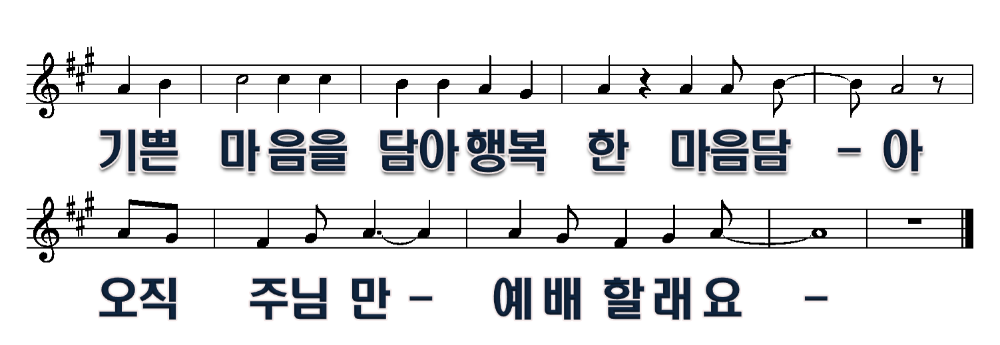 기쁜 마 음을 담아 행복 한 마음담 - 아
오직 주님 만 - 예 배 할 래 요 -